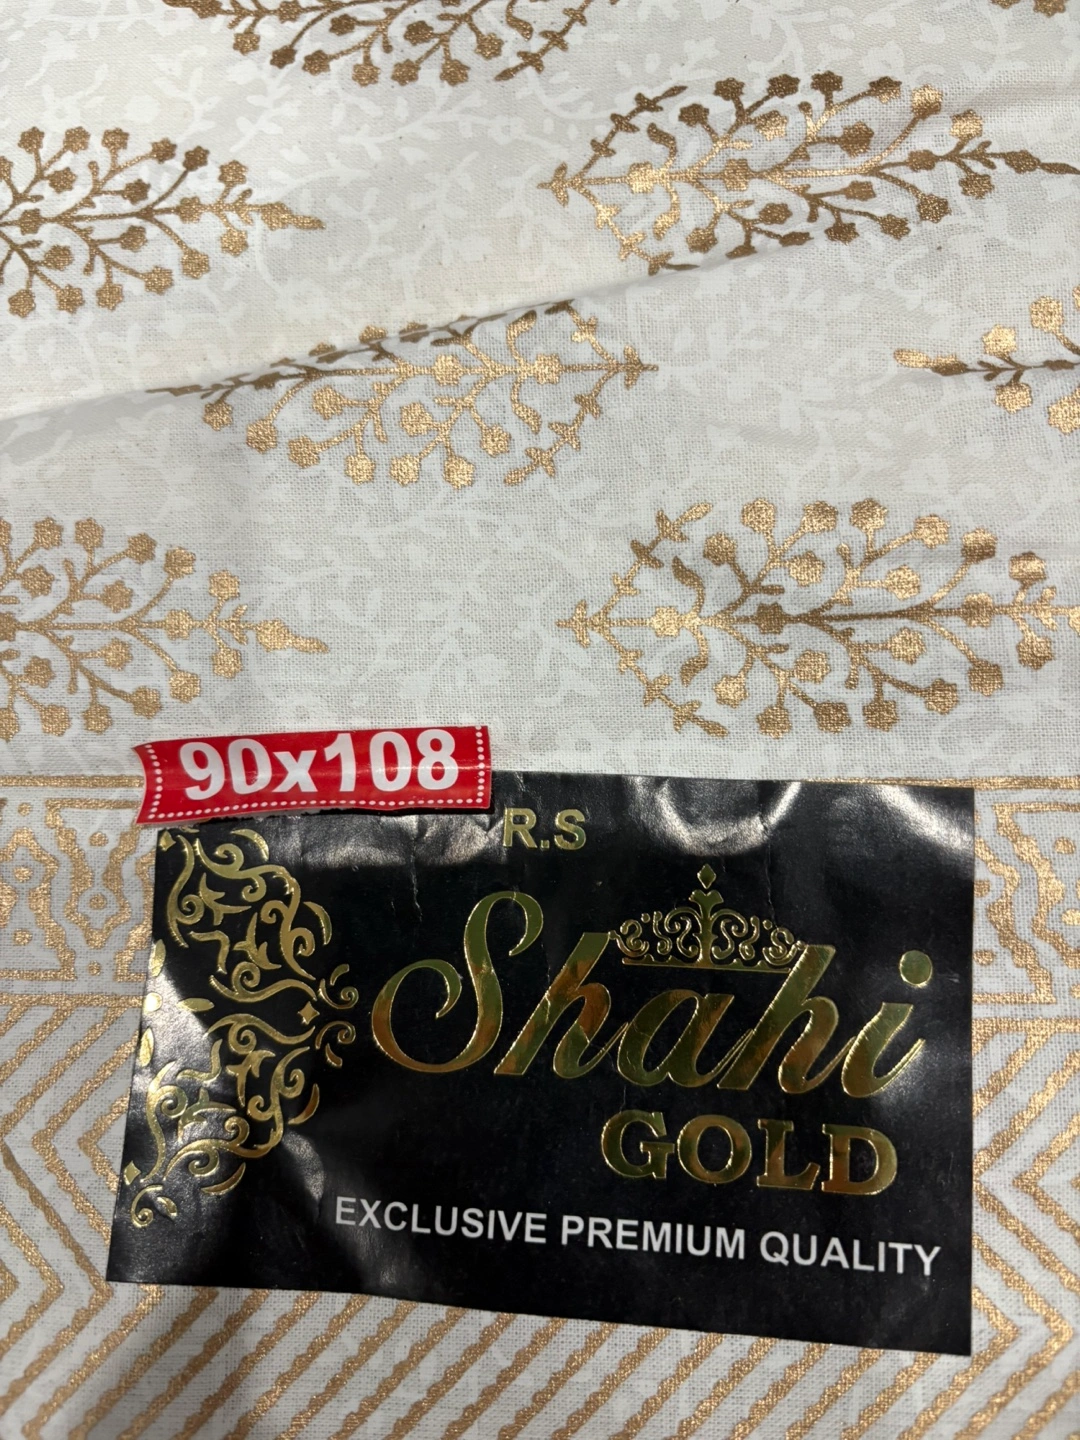 90x108
R.S
Shahi
GOLD
EXCLUSIVE PREMIUM QUALITY